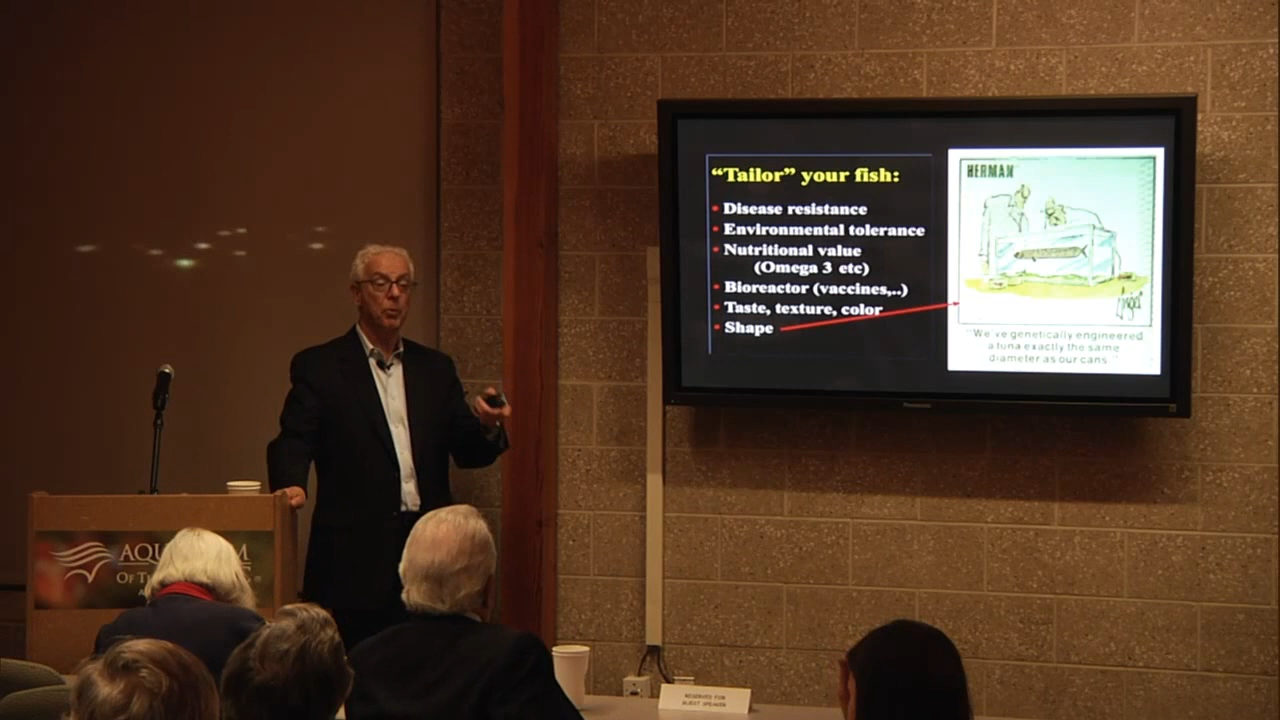 "Tailor" your fish:
• Disease resistance
• Environmental tolerance
• Nutritional value
(Omega 3 etc)
• Bioreactor (vaccines,..)
• Taste, texture, color
• Shape
HERMAN
"We've genetically engineered
a tuna exactly the same
diameter as our cans."
Panasonic
RESERVED FOR
GUEST SPEAKER